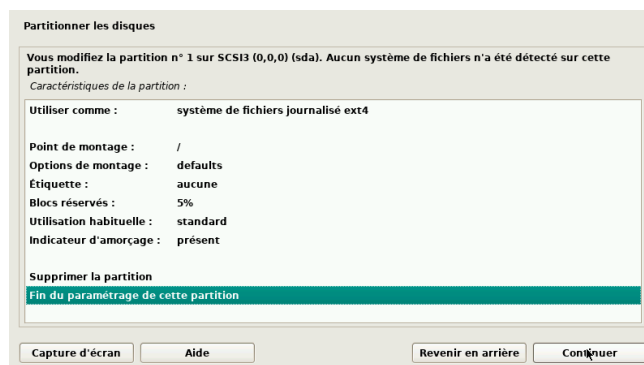 Partitionner les disques
Vous modifiez la partition n° 1 sur SCSI3 (0,0,0) (sda). Aucun système de fichiers n'a été détecté sur cette
partition.
Caractéristiques de la partition :
Utiliser comme : système de fichiers journalisé ext4
Point de montage : /
Options de montage : defaults
Étiquette : aucune
Blocs réservés : 5%
Utilisation habituelle : standard
Indicateur d'amorçage : présent
Supprimer la partition
Fin du paramétrage de cette partition
Capture d'écran Aide Revenir en arrière Continuer